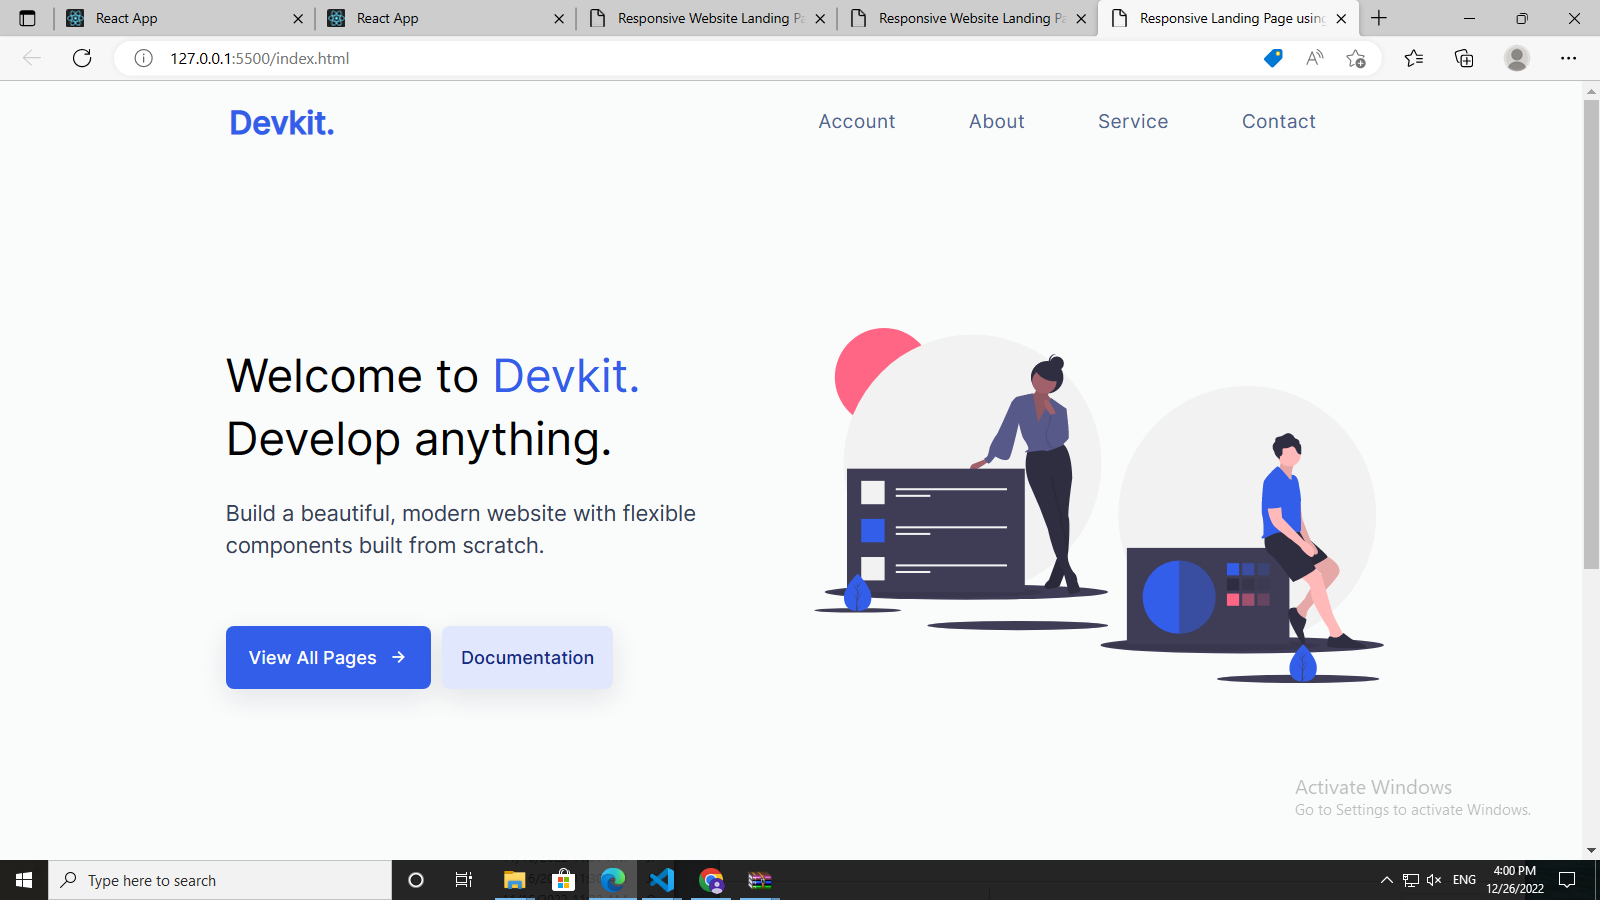 React App
React App
Responsive Website Landing Pa
Responsive Website Landing Pa
Responsive Landing Page using
127.0.0.1:5500/index.html
Devkit.
Account
About
Service
Contact
Welcome to Devkit.
Develop anything.
Build a beautiful, modern website with flexible
components built from scratch.
View All Pages →
Documentation
Activate Windows
Go to Settings to activate Windows.
Type here to search
ENG
4:00 PM
12/26/2022